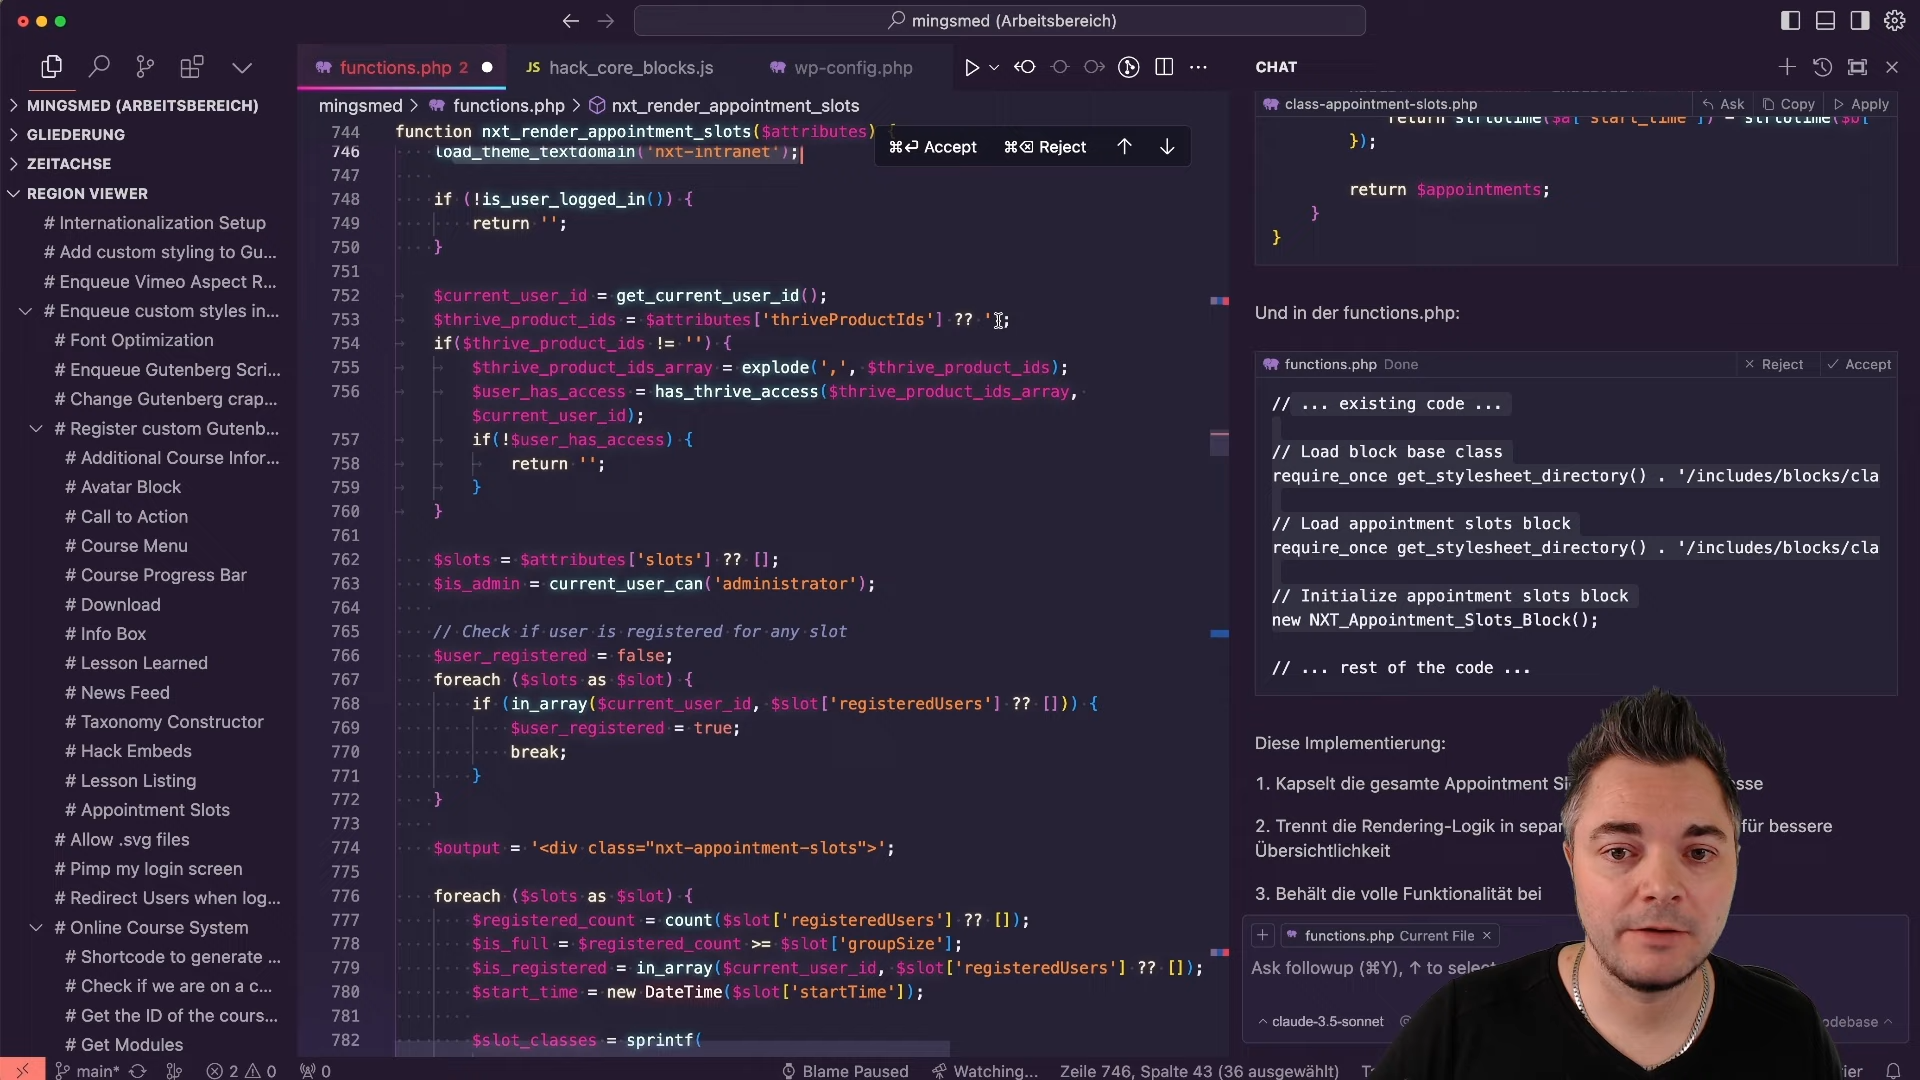 mingsmed (Arbeitsbereich)
functions.php 2
JS hack_core_blocks.js
wp-config.php
MINGSMED (ARBEITSBEREICH)
GLIEDERUNG
ZEITACHSE
REGION VIEWER
# Internationalization Setup
# Add custom styling to Gu...
# Enqueue Vimeo Aspect R...
# Enqueue custom styles in...
# Font Optimization
# Enqueue Gutenberg Scri...
# Change Gutenberg crap...
# Register custom Gutenb...
# Additional Course Infor...
# Avatar Block
# Call to Action
# Course Menu
# Course Progress Bar
# Download
# Info Box
# Lesson Learned
# News Feed
# Taxonomy Constructor
# Hack Embeds
# Lesson Listing
# Appointment Slots
# Allow .svg files
# Pimp my login screen
# Redirect Users when log...
# Online Course System
# Shortcode to generate ...
# Check if we are on a c...
# Get the ID of the cours...
# Get Modules
mingsmed > functions.php > nxt_render_appointment_slots
744 function nxt_render_appointment_slots($attributes) {
⌘⏎ Accept ⌘⌫ Reject ↑ ↓
746 load_theme_textdomain('nxt-intranet');
747
748 if (!is_user_logged_in()) {
749 return '';
750 }
751
752 $current_user_id = get_current_user_id();
753 $thrive_product_ids = $attributes['thriveProductIds'] ?? '';
754 if($thrive_product_ids != '') {
755 $thrive_product_ids_array = explode(',', $thrive_product_ids);
756 $user_has_access = has_thrive_access($thrive_product_ids_array,
$current_user_id);
757 if(!$user_has_access) {
758 return '';
759 }
760 }
761
762 $slots = $attributes['slots'] ?? [];
763 $is_admin = current_user_can('administrator');
764
765 // Check if user is registered for any slot
766 $user_registered = false;
767 foreach ($slots as $slot) {
768 if (in_array($current_user_id, $slot['registeredUsers'] ?? [])) {
769 $user_registered = true;
770 break;
771 }
772 }
773
774 $output = '<div class="nxt-appointment-slots">';
775
776 foreach ($slots as $slot) {
777 $registered_count = count($slot['registeredUsers'] ?? []);
778 $is_full = $registered_count >= $slot['groupSize'];
779 $is_registered = in_array($current_user_id, $slot['registeredUsers'] ?? []);
780 $start_time = new DateTime($slot['startTime']);
781
782 $slot_classes = sprintf(
CHAT
class-appointment-slots.php Ask Copy Apply
return strtotime($a['start_time']) - strtotime($b[
});
return $appointments;
}
}
Und in der functions.php:
functions.php Done Reject Accept
// ... existing code ...
// Load block base class
require_once get_stylesheet_directory() . '/includes/blocks/cla
// Load appointment slots block
require_once get_stylesheet_directory() . '/includes/blocks/cla
// Initialize appointment slots block
new NXT_Appointment_Slots_Block();
// ... rest of the code ...
Diese Implementierung:
1. Kapselt die gesamte Appointment
2. Trennt die Rendering-Logik in für bessere
Übersichtlichkeit
3. Behält die volle Funktionalität bei
functions.php Current File
Ask followup (⌘Y), ↑ to select
claude-3.5-sonnet
main* 2 0 0 Blame Paused Watching... Zeile 746, Spalte 43 (36 ausgewählt)